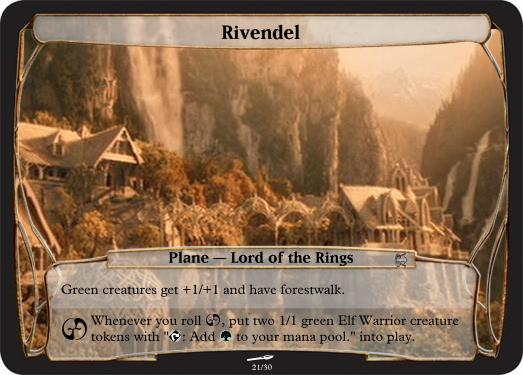 Rivendel
Plane — Lord of the Rings
Green creatures get +1/+1 and have forestwalk.
Whenever you roll , put two 1/1 green Elf Warrior creature
tokens with ": Add to your mana pool." into play.
21/30